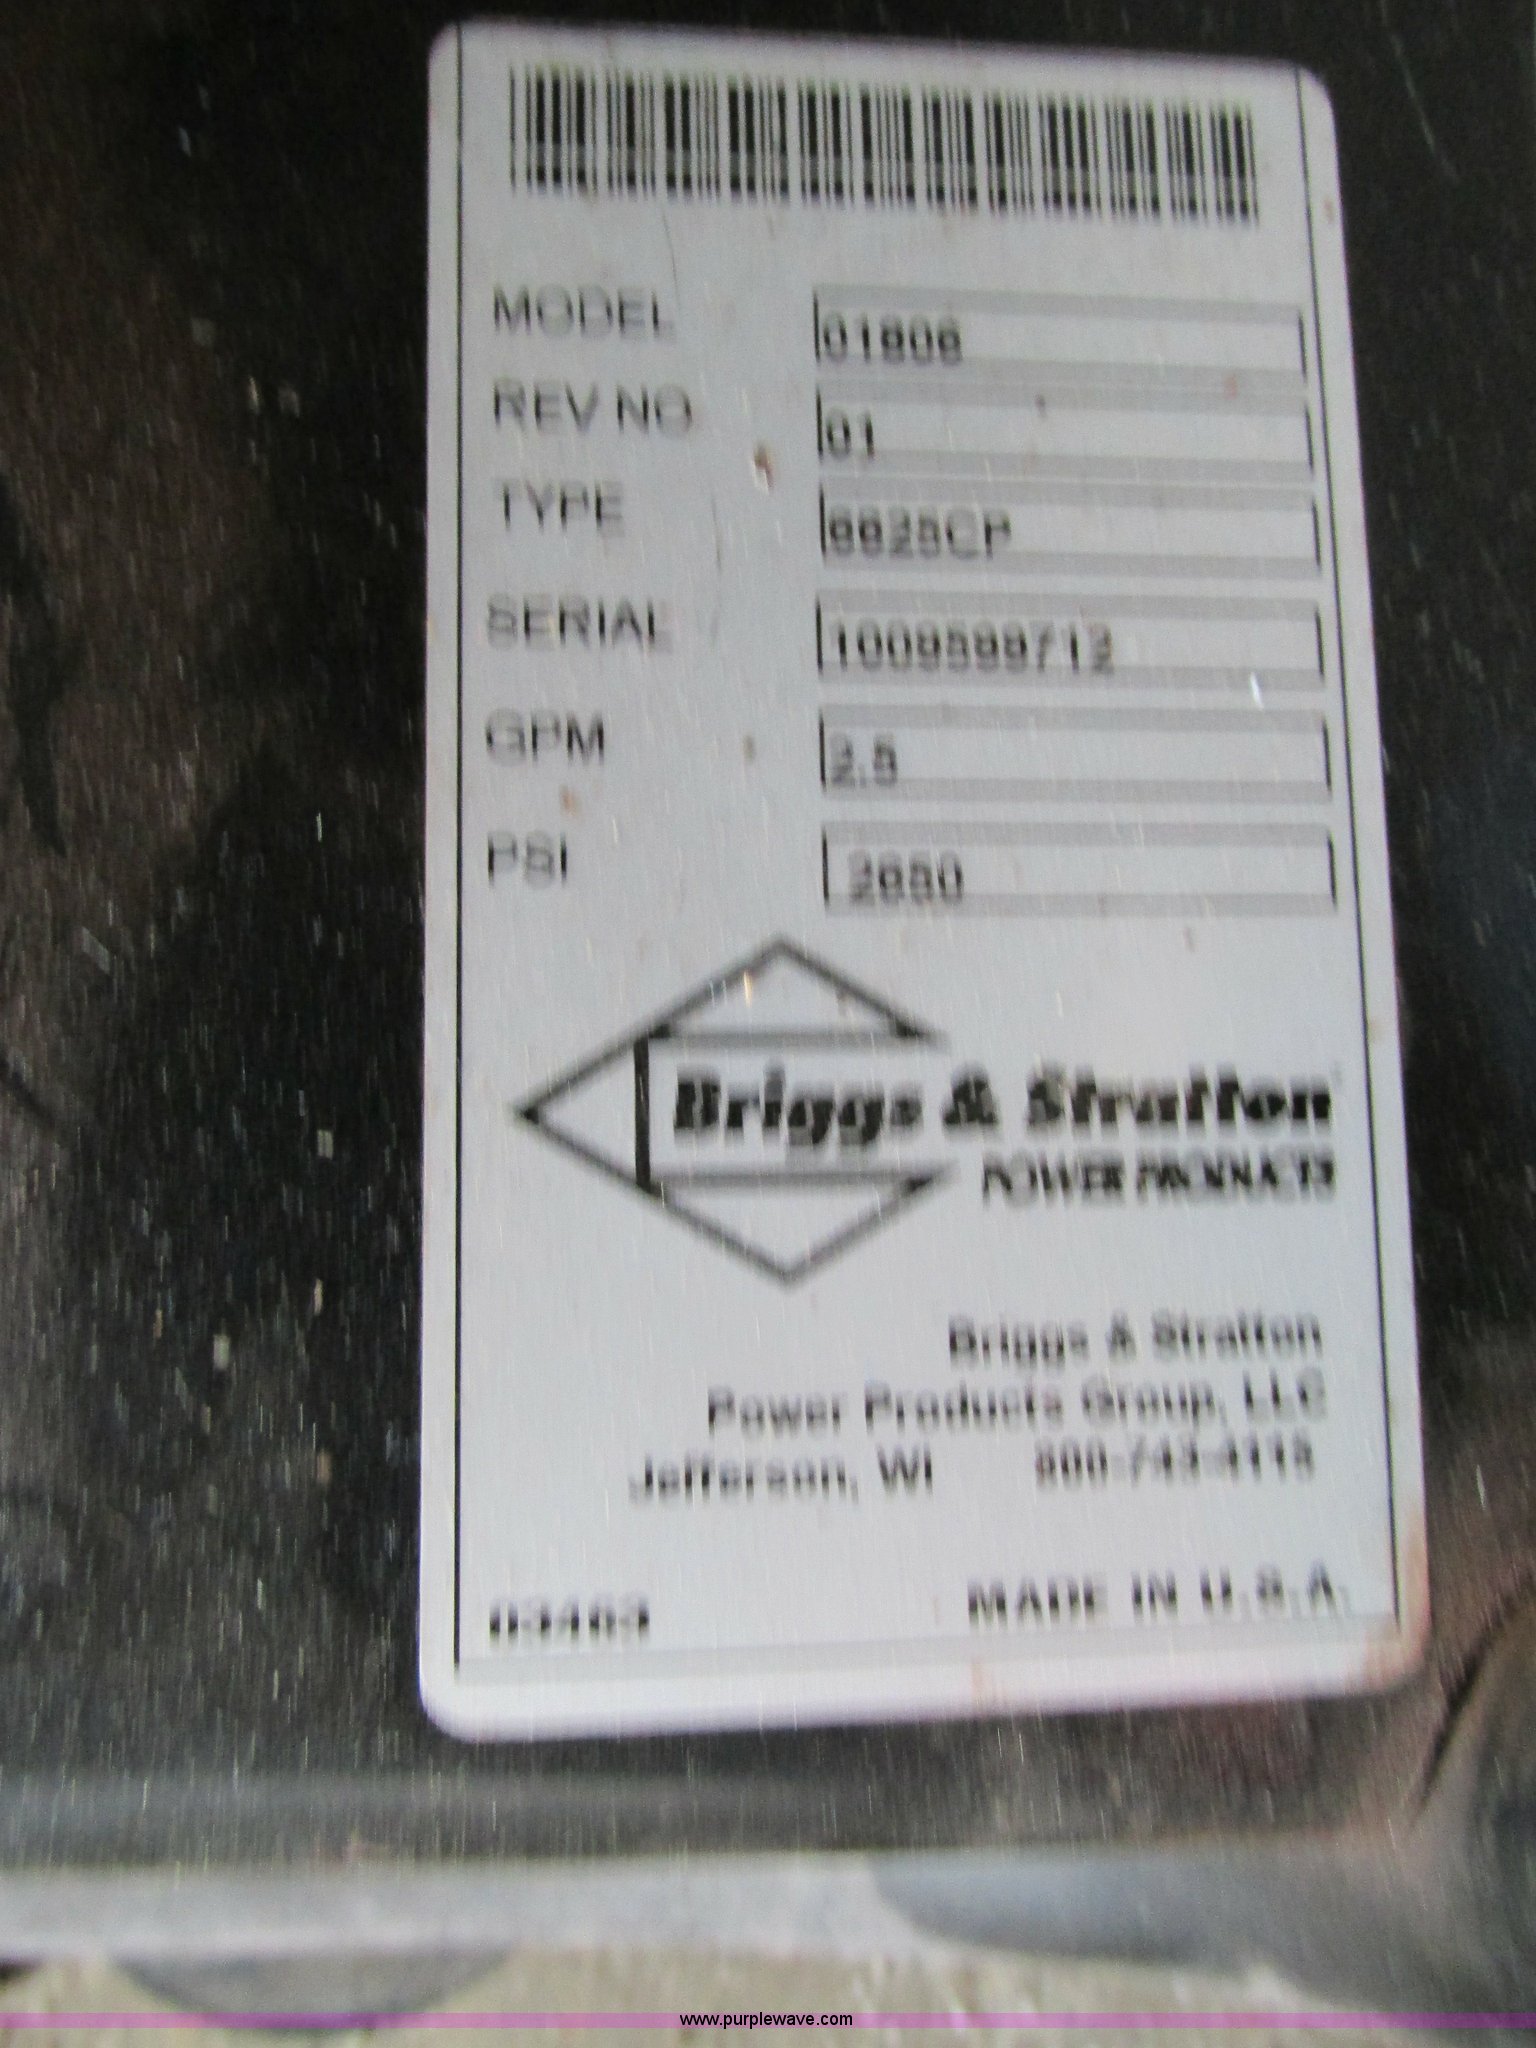 MODEL 01806
REV NO 01
TYPE 6625CP
SERIAL 1009599712
GPM 2.5
PSI 2650
Briggs & Stratton
POWER PRODUCTS
Briggs & Stratton
Power Products Group, LLC
Jefferson, WI 800-743-4115
MADE IN U.S.A.
www.purplewave.com